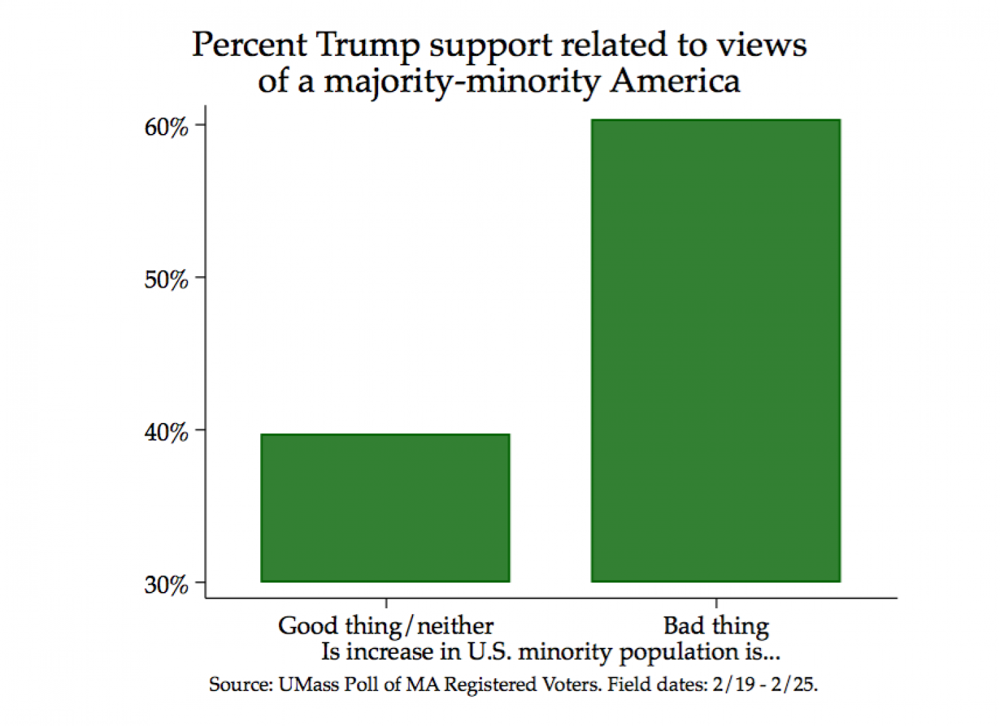 Percent Trump support related to views
of a majority-minority America
60%
50%
40%
30%
Good thing/neither
Bad thing
Is increase in U.S. minority population is...
Source: UMass Poll of MA Registered Voters. Field dates: 2/19 - 2/25.